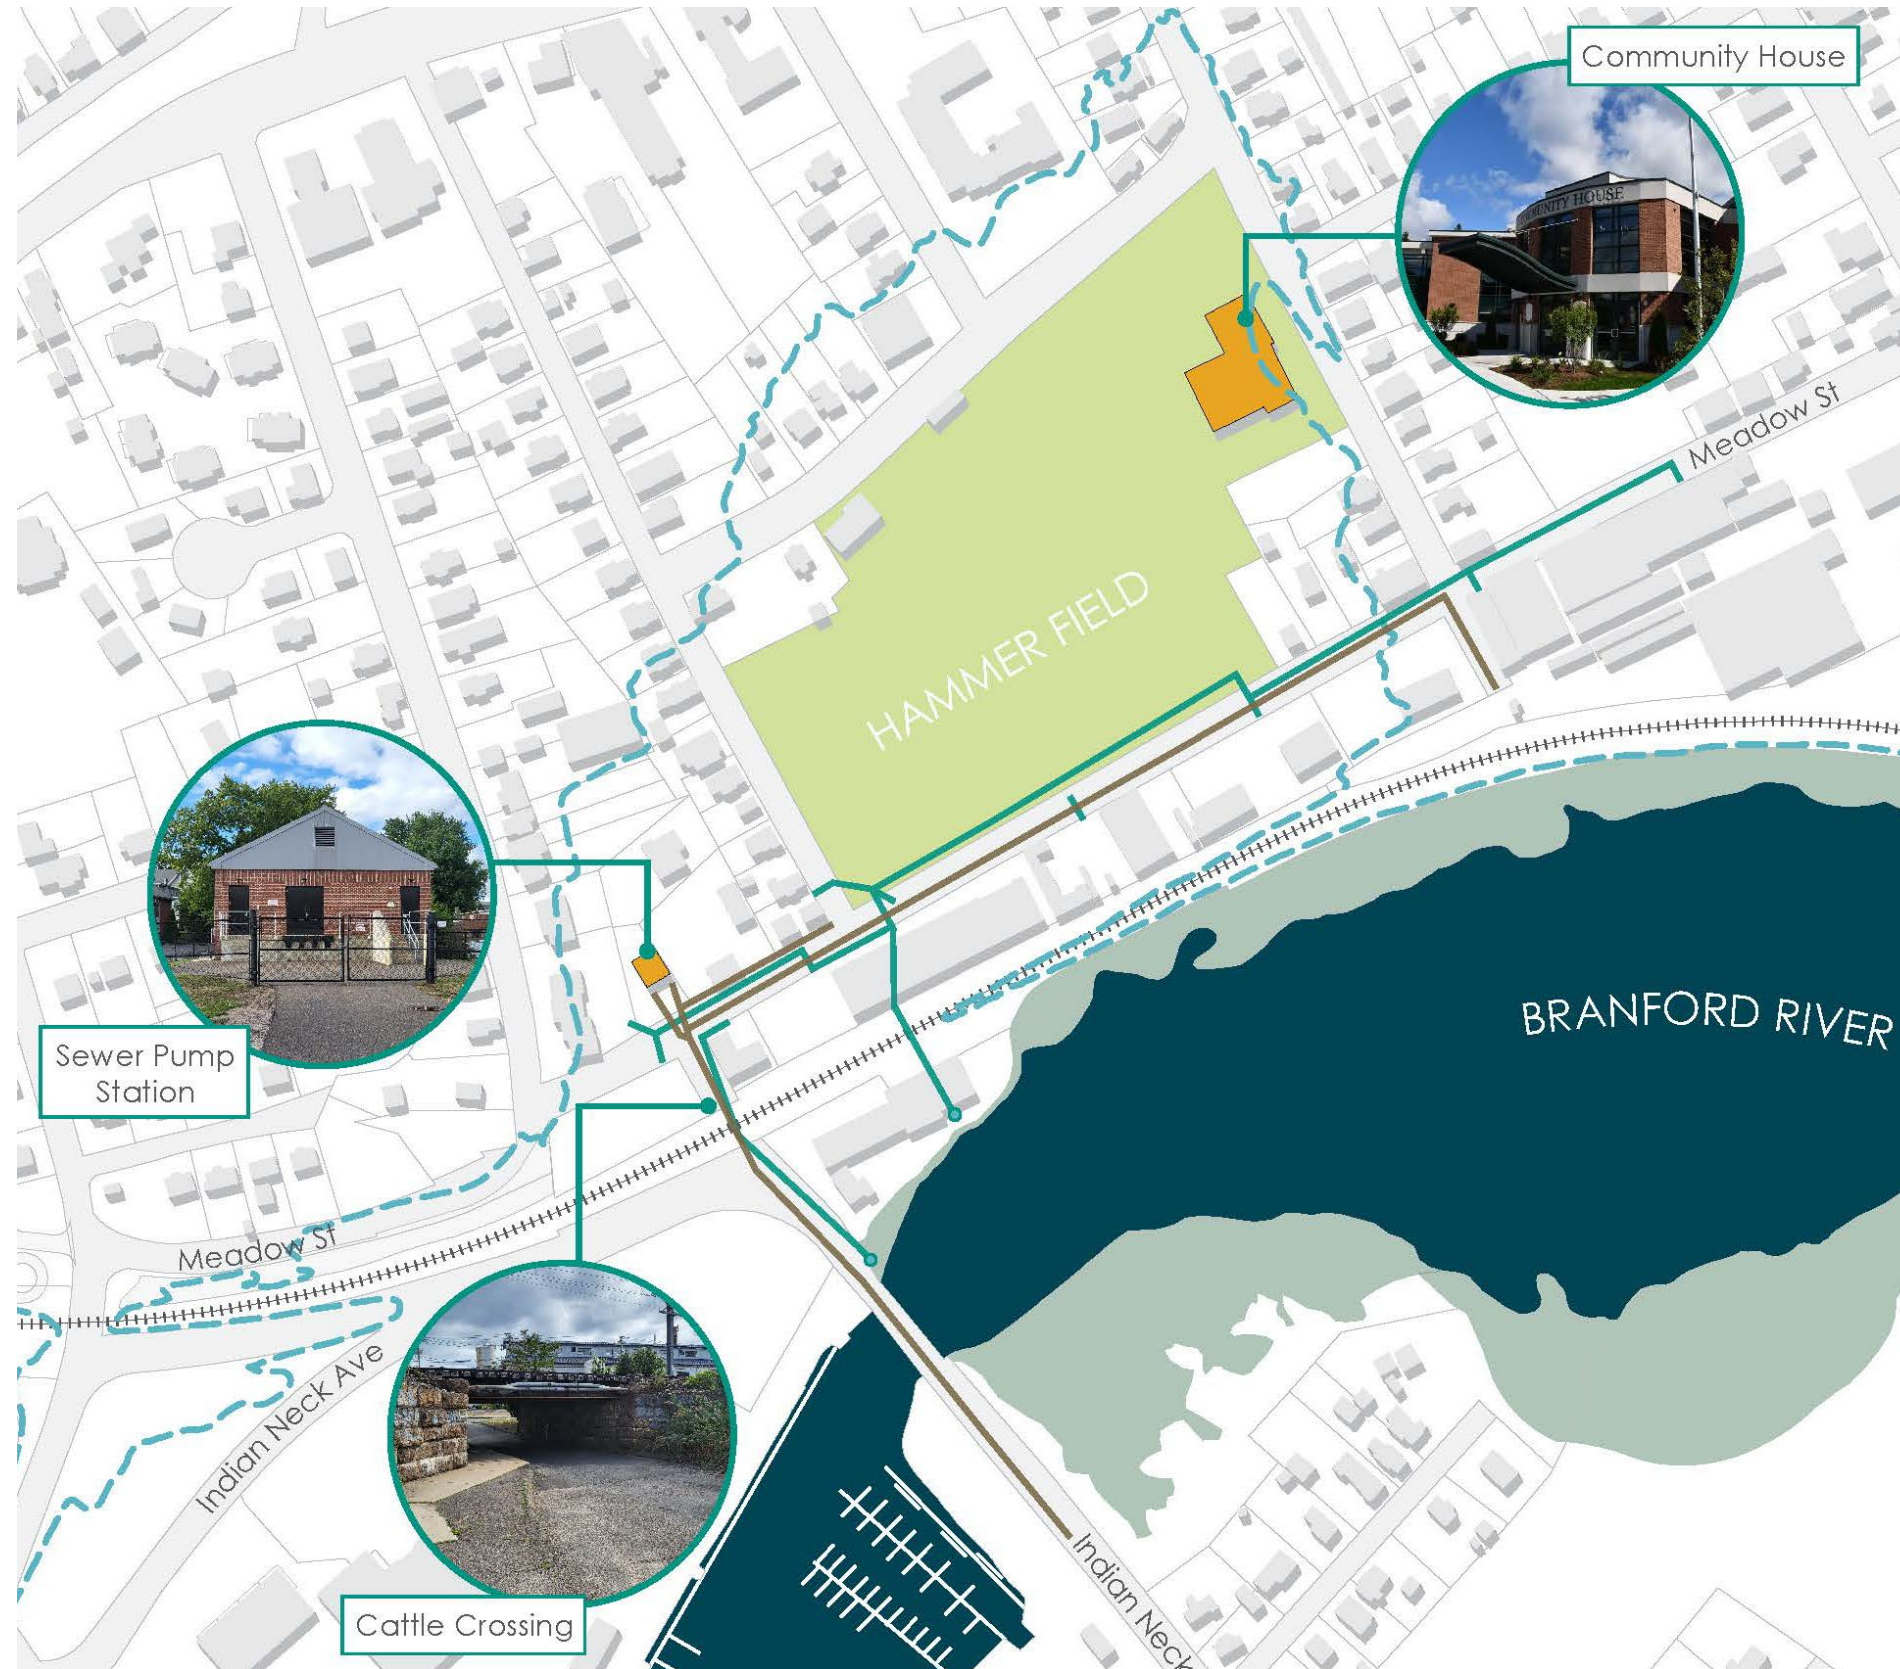 Community House
COMMUNITY HOUSE
Meadow St
HAMMER FIELD
BRANFORD RIVER
Sewer Pump
Station
Meadow St
Indian Neck Ave
Cattle Crossing
Indian Neck